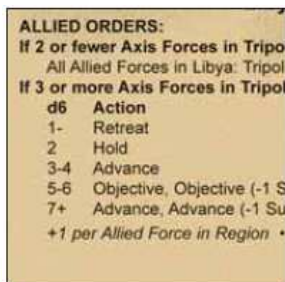 ALLIED ORDERS:
If 2 or fewer Axis Forces in Tripo
All Allied Forces in Libya: Tripol
If 3 or more Axis Forces in Tripol
d6 Action
1- Retreat
2 Hold
3-4 Advance
5-6 Objective, Objective (-1 S
7+ Advance, Advance (-1 Su
+1 per Allied Force in Region •